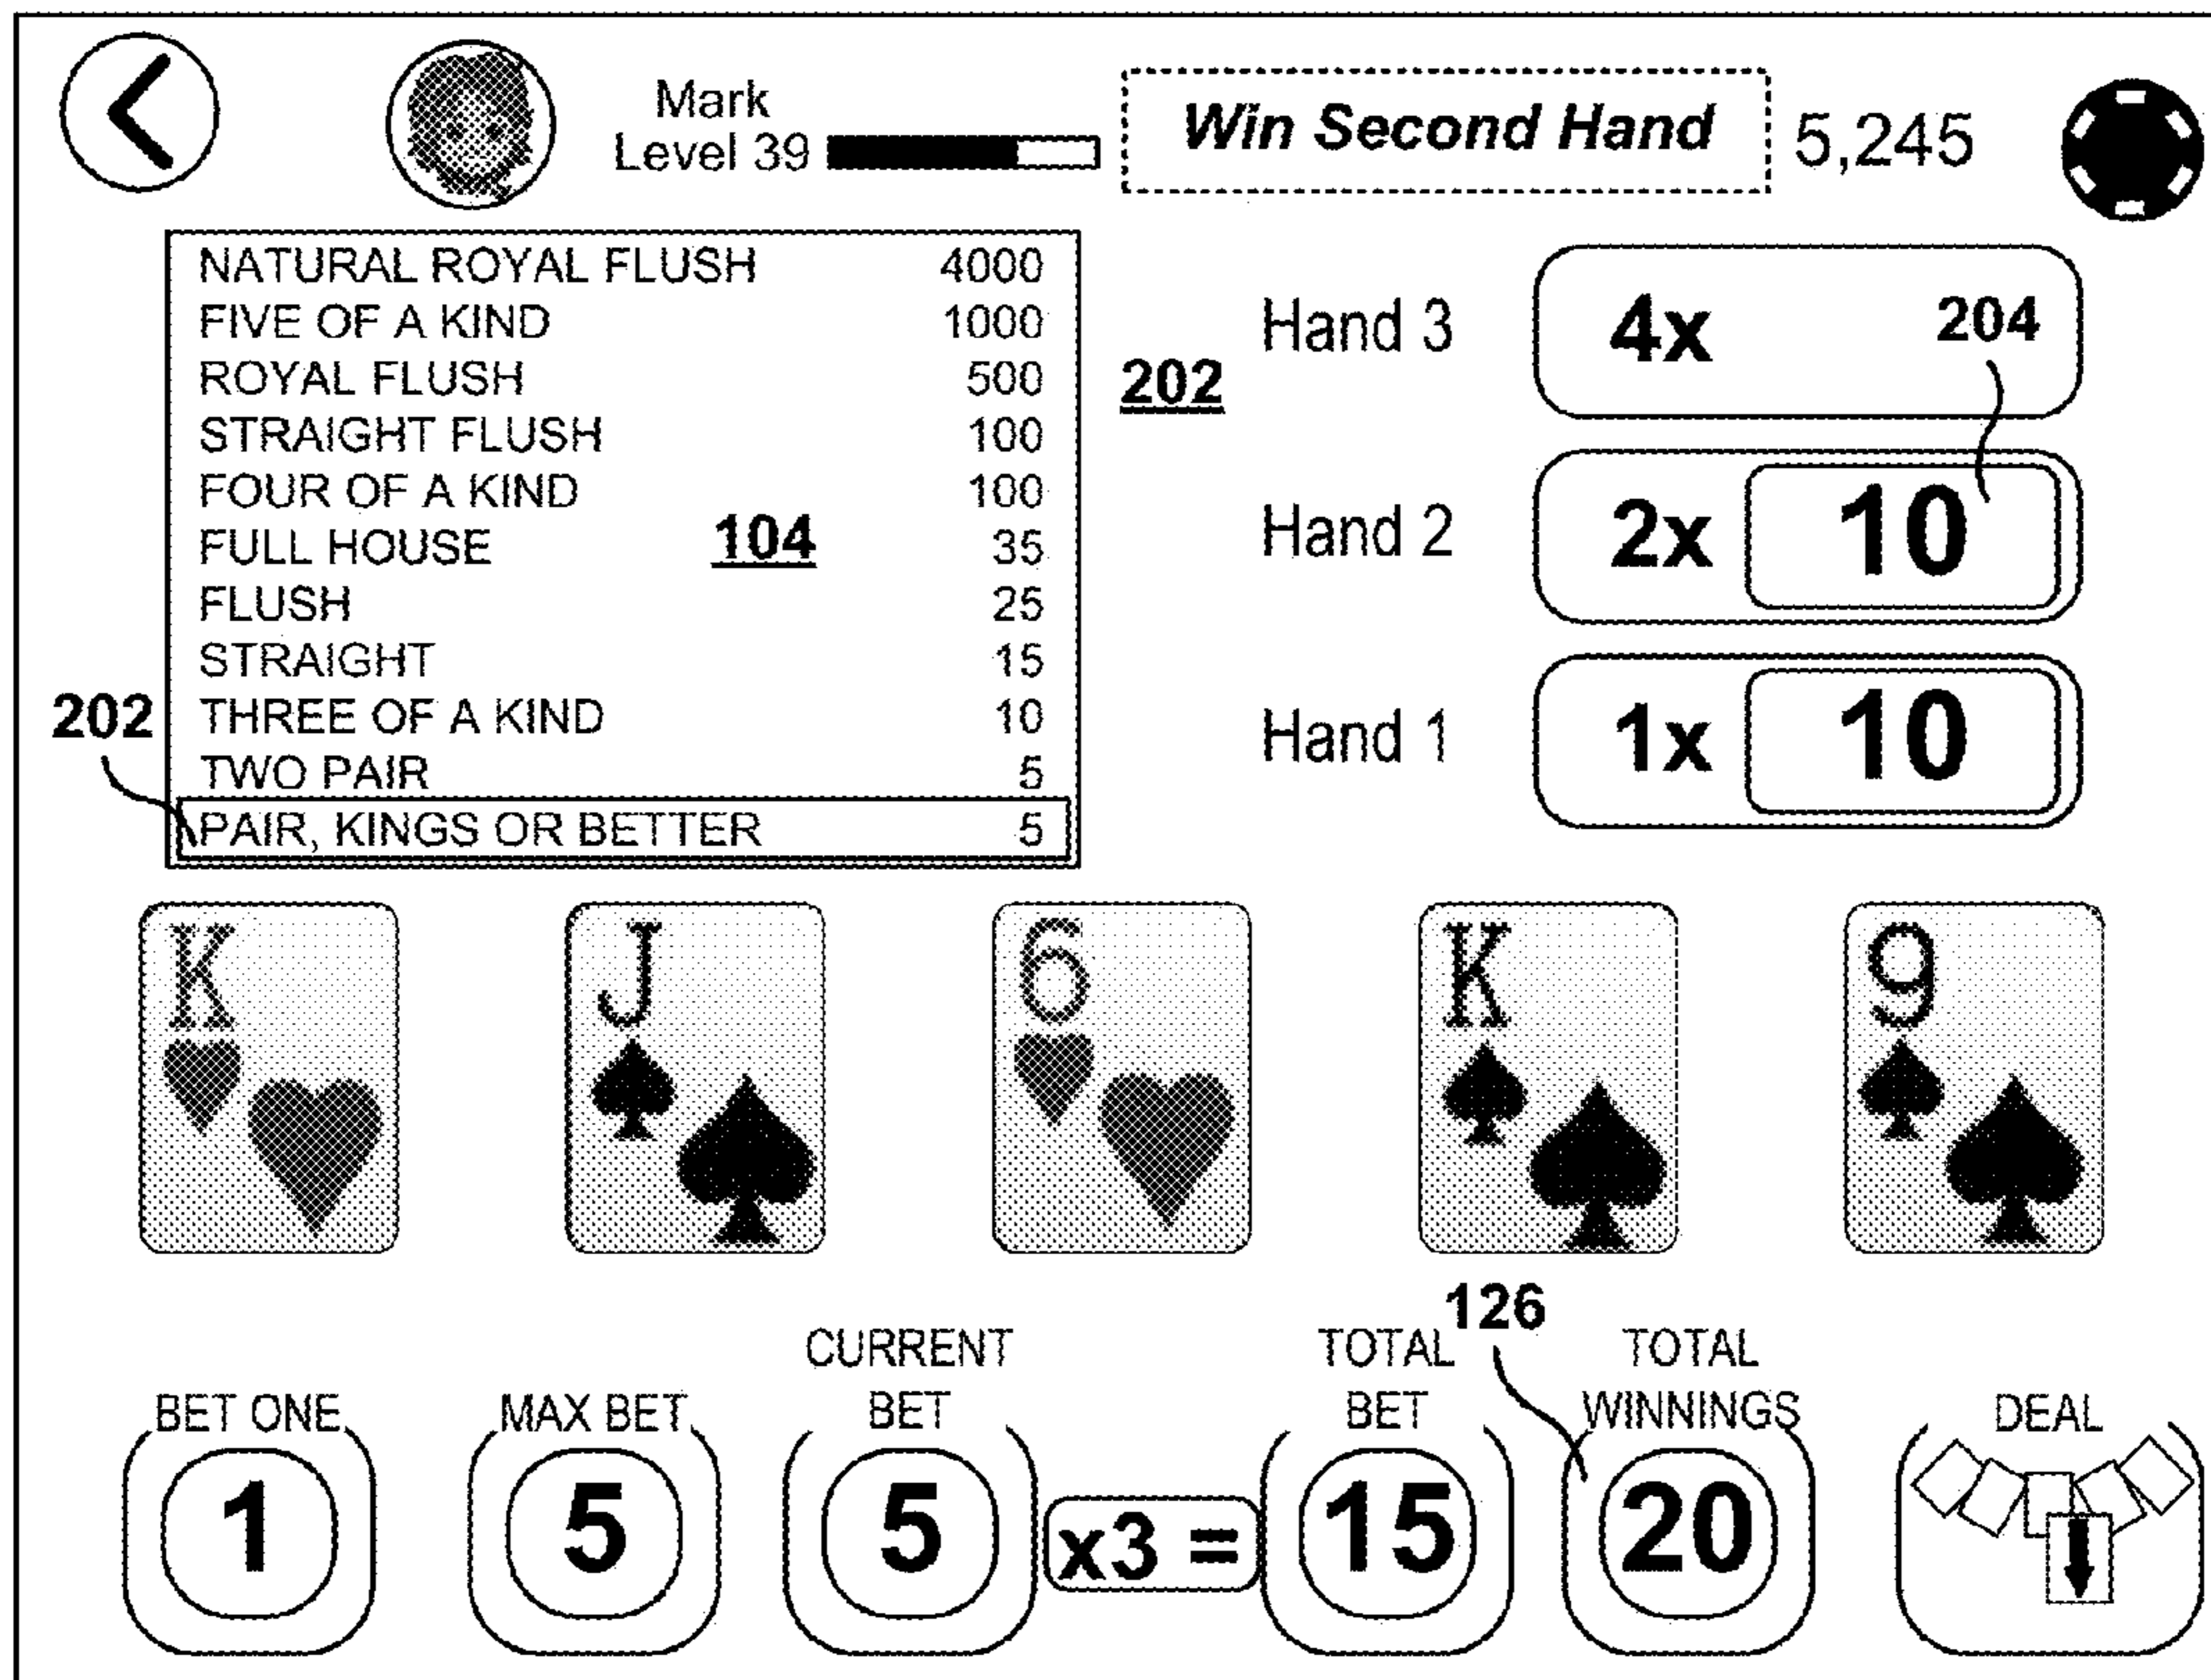 Mark
Level 39
Win Second Hand
5,245
NATURAL ROYAL FLUSH 4000
FIVE OF A KIND 1000
ROYAL FLUSH 500
STRAIGHT FLUSH 100
FOUR OF A KIND 100
FULL HOUSE 104 35
FLUSH 25
STRAIGHT 15
THREE OF A KIND 10
TWO PAIR 5
PAIR, KINGS OR BETTER 5
202
202
Hand 3 4x 204
Hand 2 2x 10
Hand 1 1x 10
K J 6 K 9
126
BET ONE
1
MAX BET
5
CURRENT
BET
5
x3 =
TOTAL
BET
15
TOTAL
WINNINGS
20
DEAL